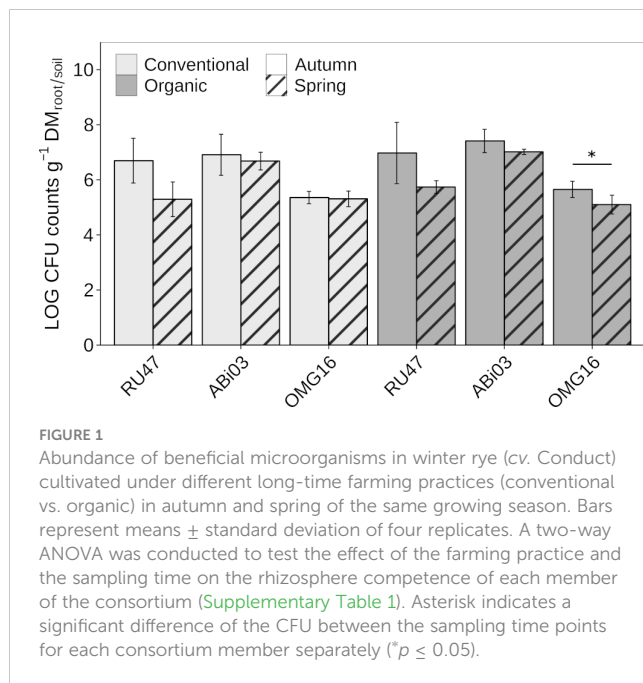 Conventional
Autumn
Organic
Spring
LOG CFU counts g⁻¹ DM root/soil
10
8
6
4
2
0
*
RU47
ABi03
OMG16
RU47
ABi03
OMG16
FIGURE 1
Abundance of beneficial microorganisms in winter rye (cv. Conduct)
cultivated under different long-time farming practices (conventional
vs. organic) in autumn and spring of the same growing season. Bars
represent means ± standard deviation of four replicates. A two-way
ANOVA was conducted to test the effect of the farming practice and
the sampling time on the rhizosphere competence of each member
of the consortium (Supplementary Table 1). Asterisk indicates a
significant difference of the CFU between the sampling time points
for each consortium member separately (*p ≤ 0.05).